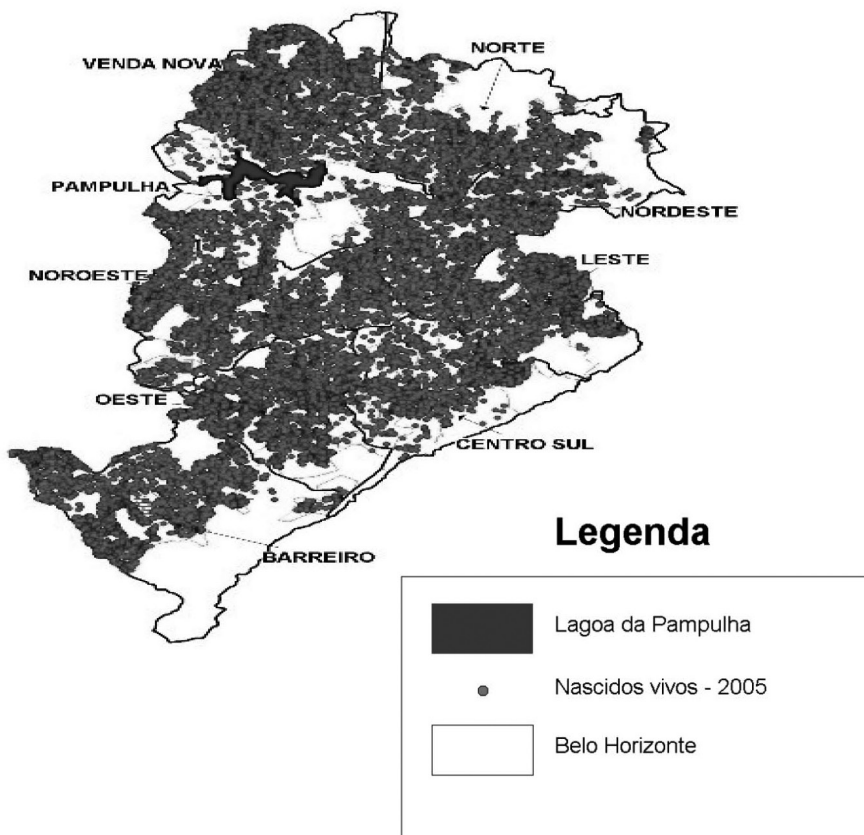 NORTE
VENDA NOVA
PAMPULHA
NORDESTE
LESTE
NOROESTE
OESTE
CENTRO SUL
BARREIRO
Legenda
Lagoa da Pampulha
Nascidos vivos - 2005
Belo Horizonte